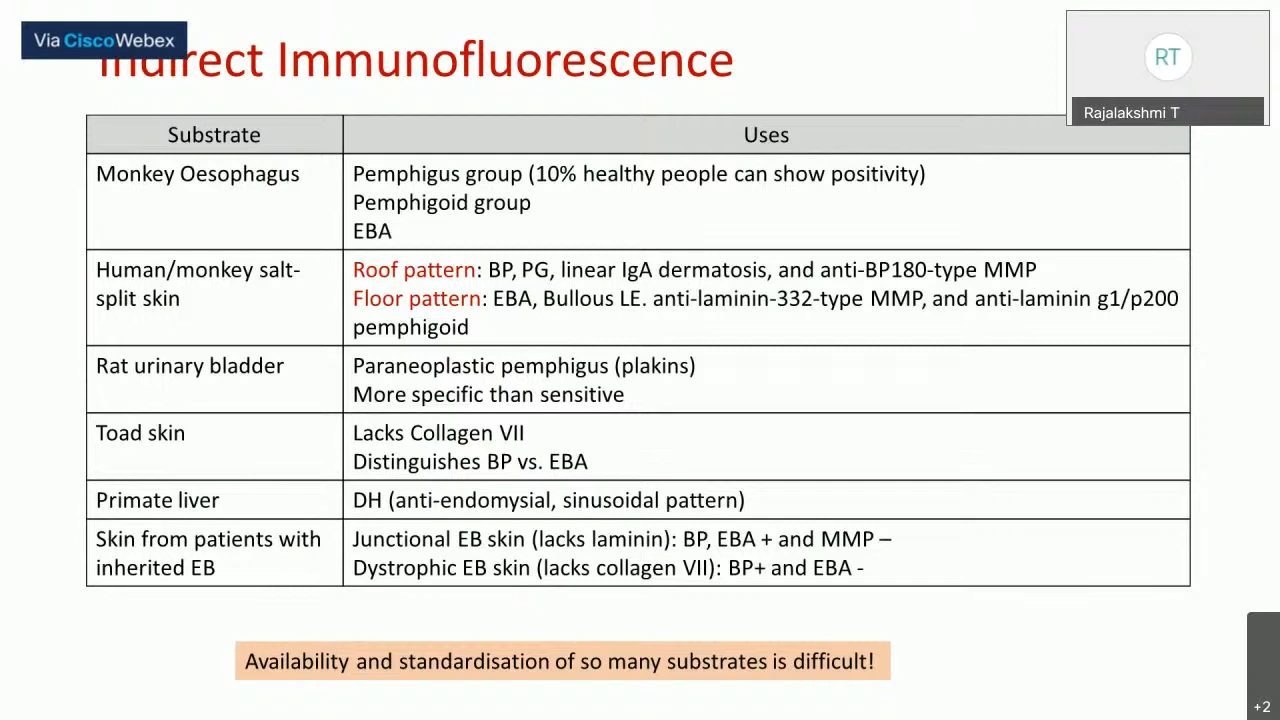 Via Cisco Webex
Indirect Immunofluorescence
RT
Rajalakshmi T
Substrate
Uses
Monkey Oesophagus
Pemphigus group (10% healthy people can show positivity)
Pemphigoid group
EBA
Human/monkey salt-
split skin
Roof pattern: BP, PG, linear IgA dermatosis, and anti-BP180-type MMP
Floor pattern: EBA, Bullous LE. anti-laminin-332-type MMP, and anti-laminin g1/p200
pemphigoid
Rat urinary bladder
Paraneoplastic pemphigus (plakins)
More specific than sensitive
Toad skin
Lacks Collagen VII
Distinguishes BP vs. EBA
Primate liver
DH (anti-endomysial, sinusoidal pattern)
Skin from patients with
inherited EB
Junctional EB skin (lacks laminin): BP, EBA + and MMP –
Dystrophic EB skin (lacks collagen VII): BP+ and EBA -
Availability and standardisation of so many substrates is difficult!
+2